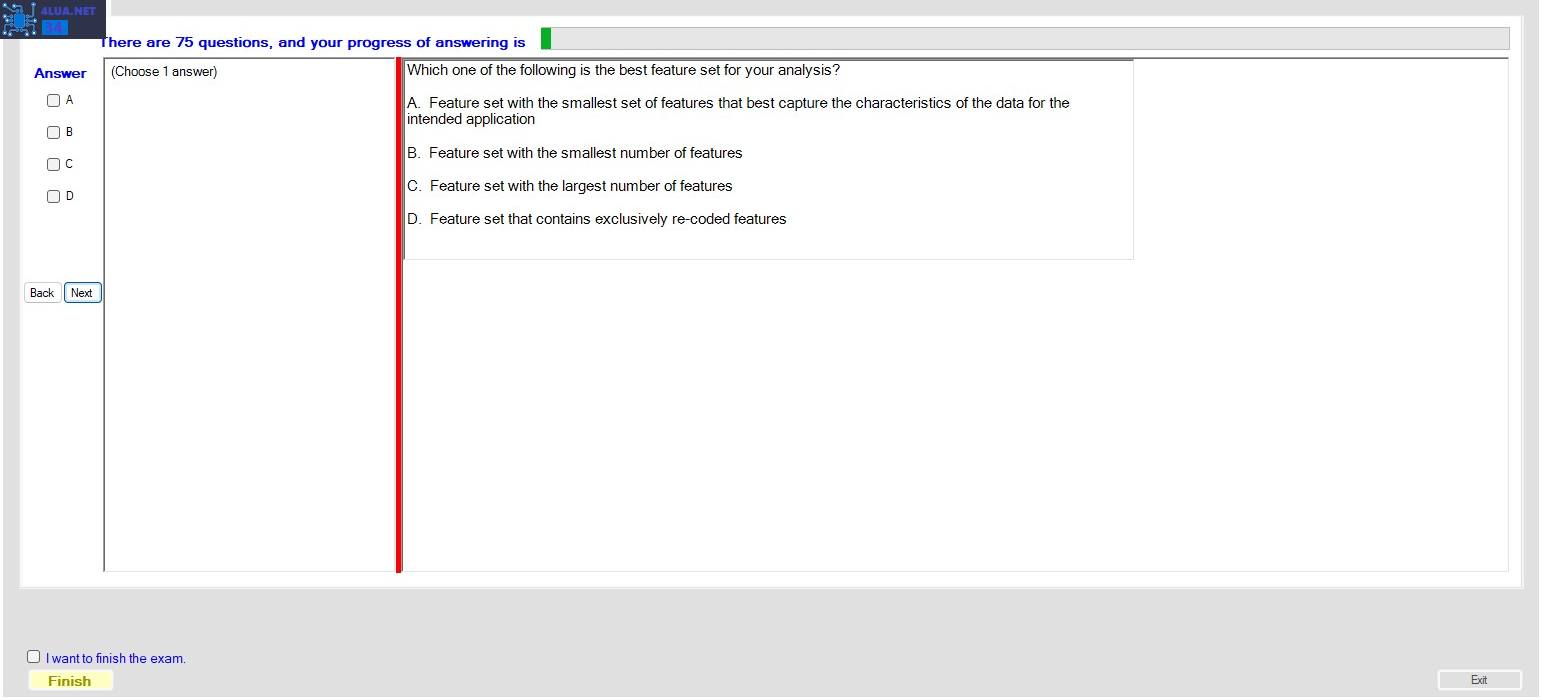 4LUA.NET
34
There are 75 questions, and your progress of answering is
Answer
(Choose 1 answer)
A
B
C
D
Back
Next
Which one of the following is the best feature set for your analysis?
A. Feature set with the smallest set of features that best capture the characteristics of the data for the
intended application
B. Feature set with the smallest number of features
C. Feature set with the largest number of features
D. Feature set that contains exclusively re-coded features
I want to finish the exam.
Finish
Exit